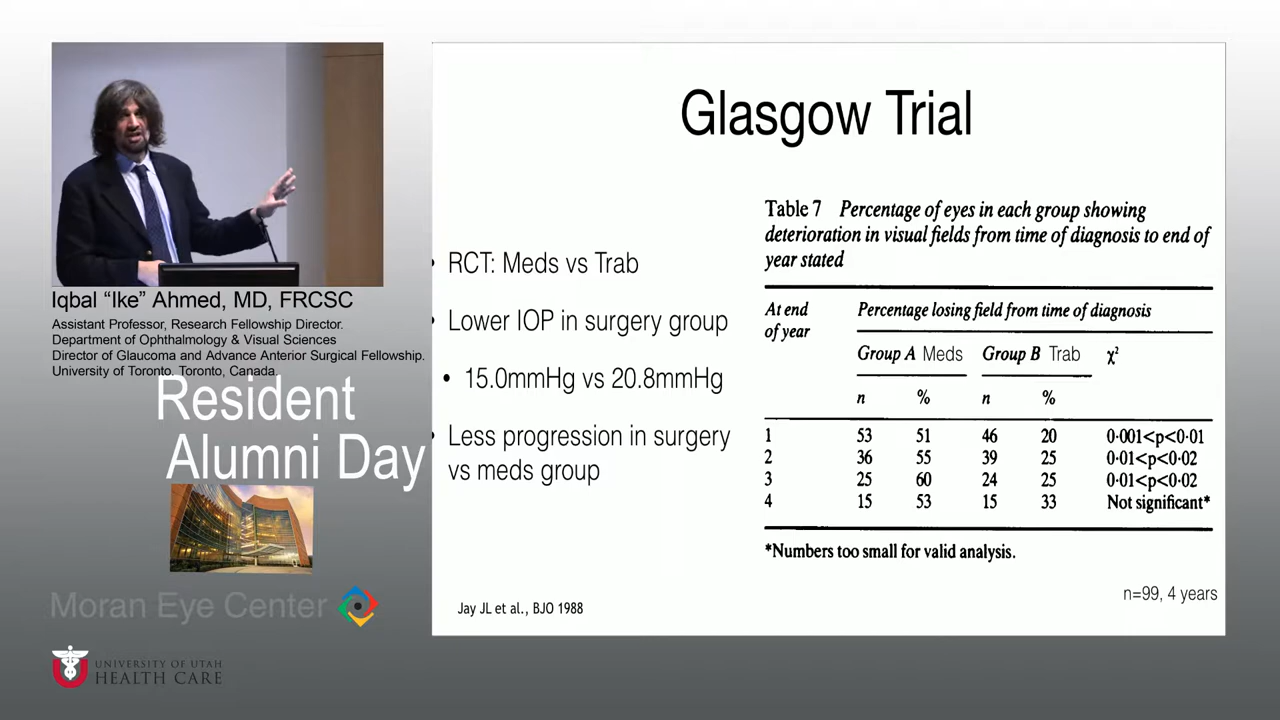 Glasgow Trial
• RCT: Meds vs Trab
• Lower IOP in surgery group
• 15.0mmHg vs 20.8mmHg
• Less progression in surgery
vs meds group
Table 7 Percentage of eyes in each group showing
deterioration in visual fields from time of diagnosis to end of
year stated
At end
of year
Percentage losing field from time of diagnosis
Group A Meds Group B Trab χ²
n % n %
1 53 51 46 20 0·001<p<0·01
2 36 55 39 25 0·01<p<0·02
3 25 60 24 25 0·01<p<0·02
4 15 53 15 33 Not significant*
*Numbers too small for valid analysis.
n=99, 4 years
Jay JL et al., BJO 1988
Iqbal “Ike” Ahmed, MD, FRCSC
Assistant Professor, Research Fellowship Director.
Department of Ophthalmology & Visual Sciences
Director of Glaucoma and Advance Anterior Surgical Fellowship.
University of Toronto, Toronto, Canada.
Resident
Alumni Day
Moran Eye Center
UNIVERSITY OF UTAH
HEALTH CARE